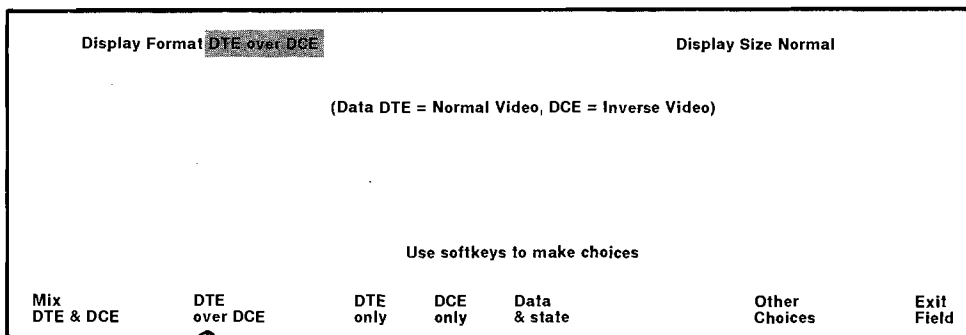 Display Format DTE over DCE Display Size Normal
(Data DTE = Normal Video, DCE = Inverse Video)
Use softkeys to make choices
Mix DTE DTE DCE Data Other Exit
DTE & DCE over DCE only only & state Choices Field